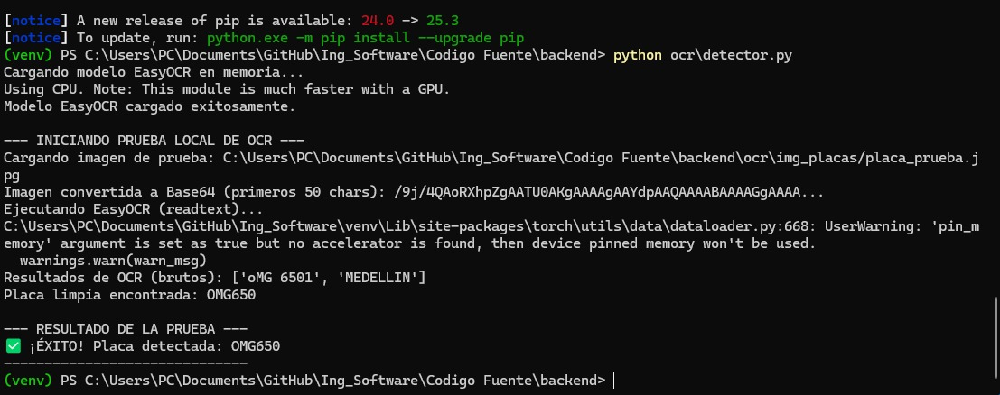 [notice] A new release of pip is available: 24.0 -> 25.3
[notice] To update, run: python.exe -m pip install --upgrade pip
(venv) PS C:\Users\PC\Documents\GitHub\Ing_Software\Codigo Fuente\backend> python ocr\detector.py
Cargando modelo EasyOCR en memoria...
Using CPU. Note: This module is much faster with a GPU.
Modelo EasyOCR cargado exitosamente.
--- INICIANDO PRUEBA LOCAL DE OCR ---
Cargando imagen de prueba: C:\Users\PC\Documents\GitHub\Ing_Software\Codigo Fuente\backend\ocr\img_placas/placa_prueba.j
pg
Imagen convertida a Base64 (primeros 50 chars): /9j/4QAoRXhpZgAATU0AKgAAAAgAAYdpAAQAAAABAAAAGgAAAA...
Ejecutando EasyOCR (readtext)...
C:\Users\PC\Documents\GitHub\Ing_Software\venv\Lib\site-packages\torch\utils\data\dataloader.py:668: UserWarning: 'pin_m
emory' argument is set as true but no accelerator is found, then device pinned memory won't be used.
  warnings.warn(warn_msg)
Resultados de OCR (brutos): ['oMG 6501', 'MEDELLIN']
Placa limpia encontrada: OMG650
--- RESULTADO DE LA PRUEBA ---
✅ ¡ÉXITO! Placa detectada: OMG650
------------------------------
(venv) PS C:\Users\PC\Documents\GitHub\Ing_Software\Codigo Fuente\backend>